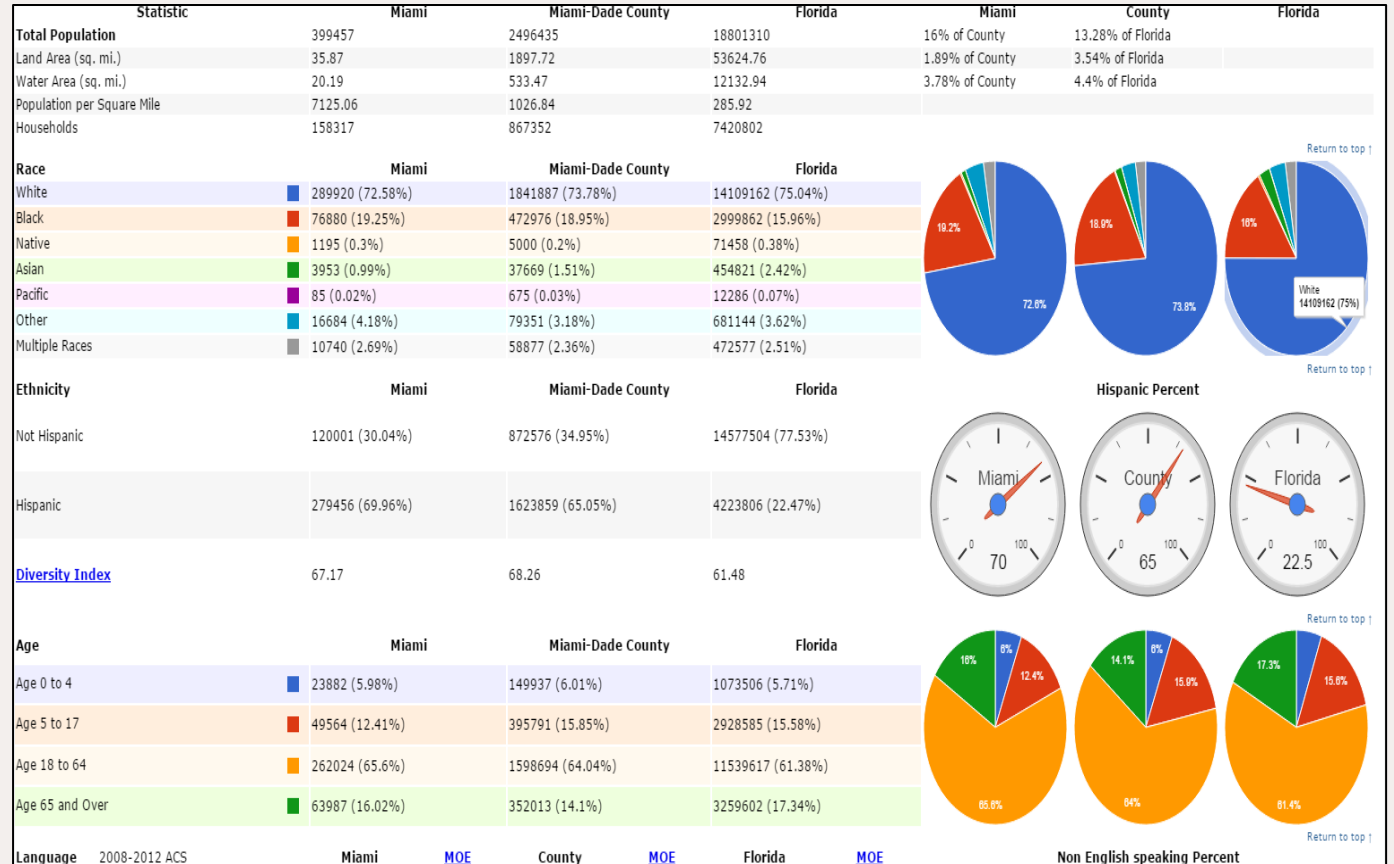 Statistic Miami Miami-Dade County Florida Miami County Florida
Total Population 399457 2496435 18801310 16% of County 13.28% of Florida
Land Area (sq. mi.) 35.87 1897.72 53624.76 1.89% of County 3.54% of Florida
Water Area (sq. mi.) 20.19 533.47 12132.94 3.78% of County 4.4% of Florida
Population per Square Mile 7125.06 1026.84 285.92
Households 158317 867352 7420802
Return to top ↑
Race Miami Miami-Dade County Florida
White 289920 (72.58%) 1841887 (73.78%) 14109162 (75.04%)
Black 76880 (19.25%) 472976 (18.95%) 2999862 (15.96%)
Native 1195 (0.3%) 5000 (0.2%) 71458 (0.38%)
Asian 3953 (0.99%) 37669 (1.51%) 454821 (2.42%)
Pacific 85 (0.02%) 675 (0.03%) 12286 (0.07%)
Other 16684 (4.18%) 79351 (3.18%) 681144 (3.62%)
Multiple Races 10740 (2.69%) 58877 (2.36%) 472577 (2.51%)
19.2% 18.9% 16%
72.6% 73.8%
White
14109162 (75%)
Return to top ↑
Ethnicity Miami Miami-Dade County Florida Hispanic Percent
Not Hispanic 120001 (30.04%) 872576 (34.95%) 14577504 (77.53%)
Hispanic 279456 (69.96%) 1623859 (65.05%) 4223806 (22.47%)
Diversity Index 67.17 68.26 61.48
Miami County Florida
0 100 0 100 0 100
70 65 22.5
Return to top ↑
Age Miami Miami-Dade County Florida
Age 0 to 4 23882 (5.98%) 149937 (6.01%) 1073506 (5.71%)
Age 5 to 17 49564 (12.41%) 395791 (15.85%) 2928585 (15.58%)
Age 18 to 64 262024 (65.6%) 1598694 (64.04%) 11539617 (61.38%)
Age 65 and Over 63987 (16.02%) 352013 (14.1%) 3259602 (17.34%)
16% 6% 12.4% 65.6%
14.1% 6% 15.9% 64%
17.3% 15.6% 61.4%
Return to top ↑
Language 2008-2012 ACS Miami MOE County MOE Florida MOE Non English speaking Percent